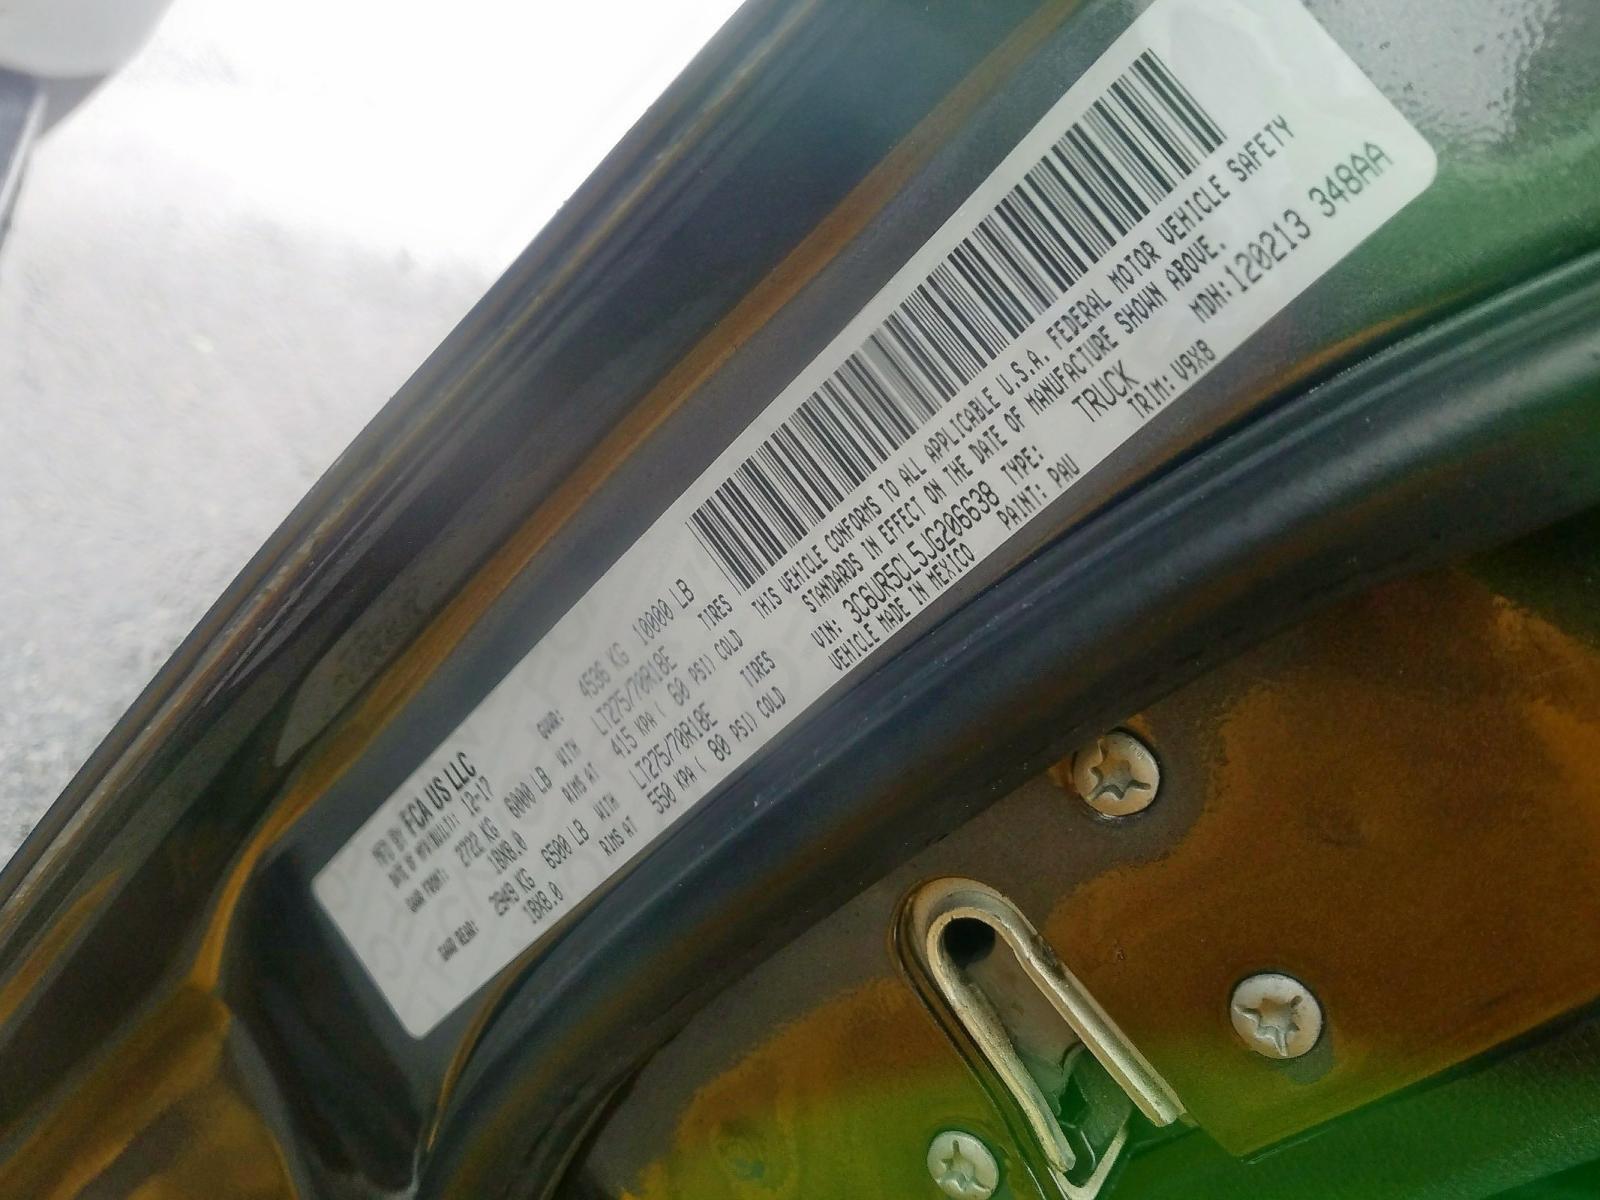 MFD BY FCA US LLC
DATE OF MFR/BUILT: 12-17 GVWR: 4536 KG 10000 LB
GAWR FRONT: 2722 KG 6000 LB WITH LT275/70R18E TIRES
18X8.0 RIMS AT 415 KPA ( 60 PSI) COLD
GAWR REAR: 2949 KG 6500 LB WITH LT275/70R18E TIRES
18X8.0 RIMS AT 550 KPA ( 80 PSI) COLD
THIS VEHICLE CONFORMS TO ALL APPLICABLE U.S.A. FEDERAL MOTOR VEHICLE SAFETY
STANDARDS IN EFFECT ON THE DATE OF MANUFACTURE SHOWN ABOVE.
VIN: 3C6UR5CL5JG206638 TYPE: TRUCK MDH:120213 348AA
VEHICLE MADE IN MEXICO PAINT: PAU TRIM: V9X8